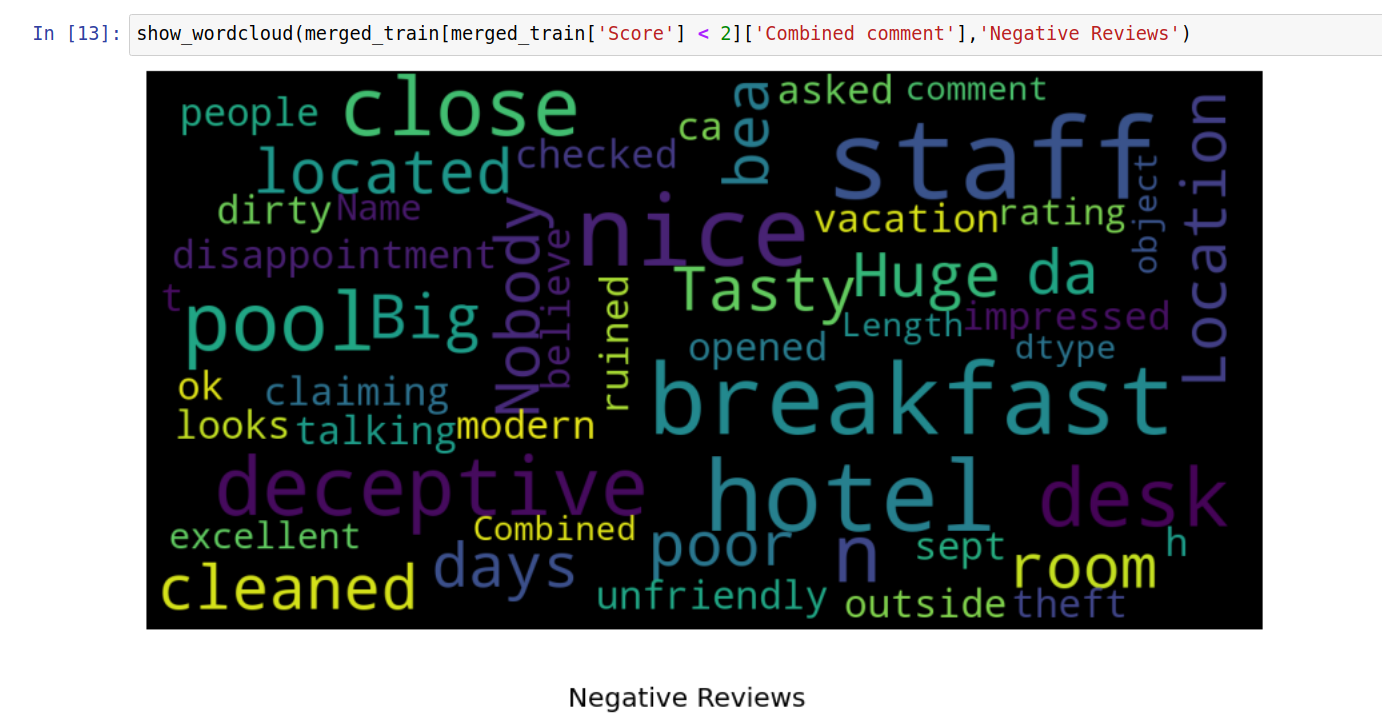 In [13]: show_wordcloud(merged_train[merged_train['Score'] < 2]['Combined comment'],'Negative Reviews')
people
close
ca
bea
asked
comment
staff
object
Location
located
checked
dirty
Name
nice
vacation
rating
disappointment
Nobody
believe
Tasty
Huge
da
t
pool
Big
ruined
Length
impressed
opened
dtype
ok
claiming
breakfast
looks
talking
modern
deceptive
hotel
desk
excellent
Combined
poor
n
sept
h
cleaned
days
unfriendly
room
outside
theft
Negative Reviews